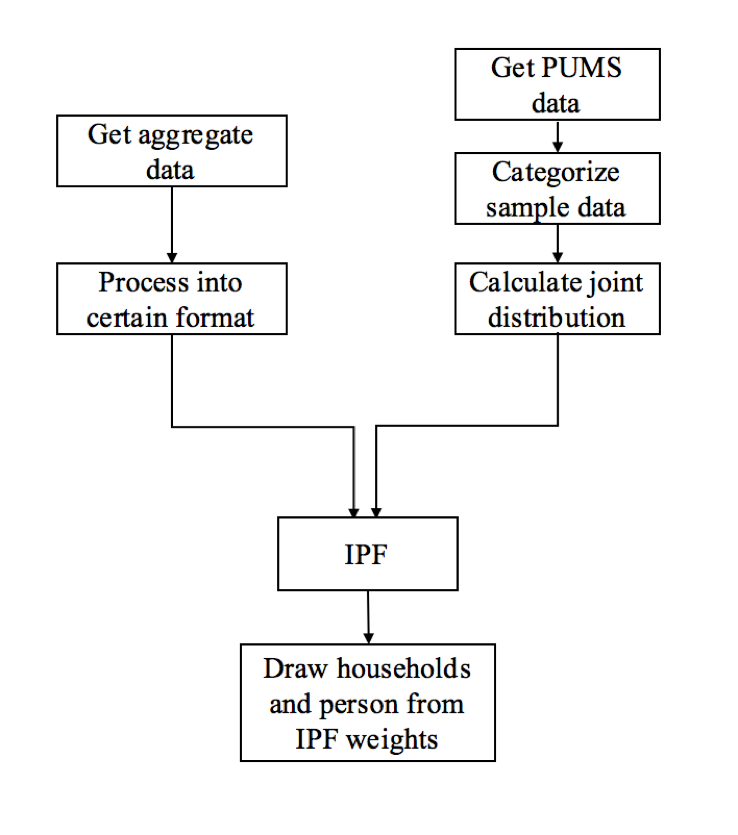 Get PUMS
data
Get aggregate
data
Categorize
sample data
Process into
certain format
Calculate joint
distribution
IPF
Draw households
and person from
IPF weights